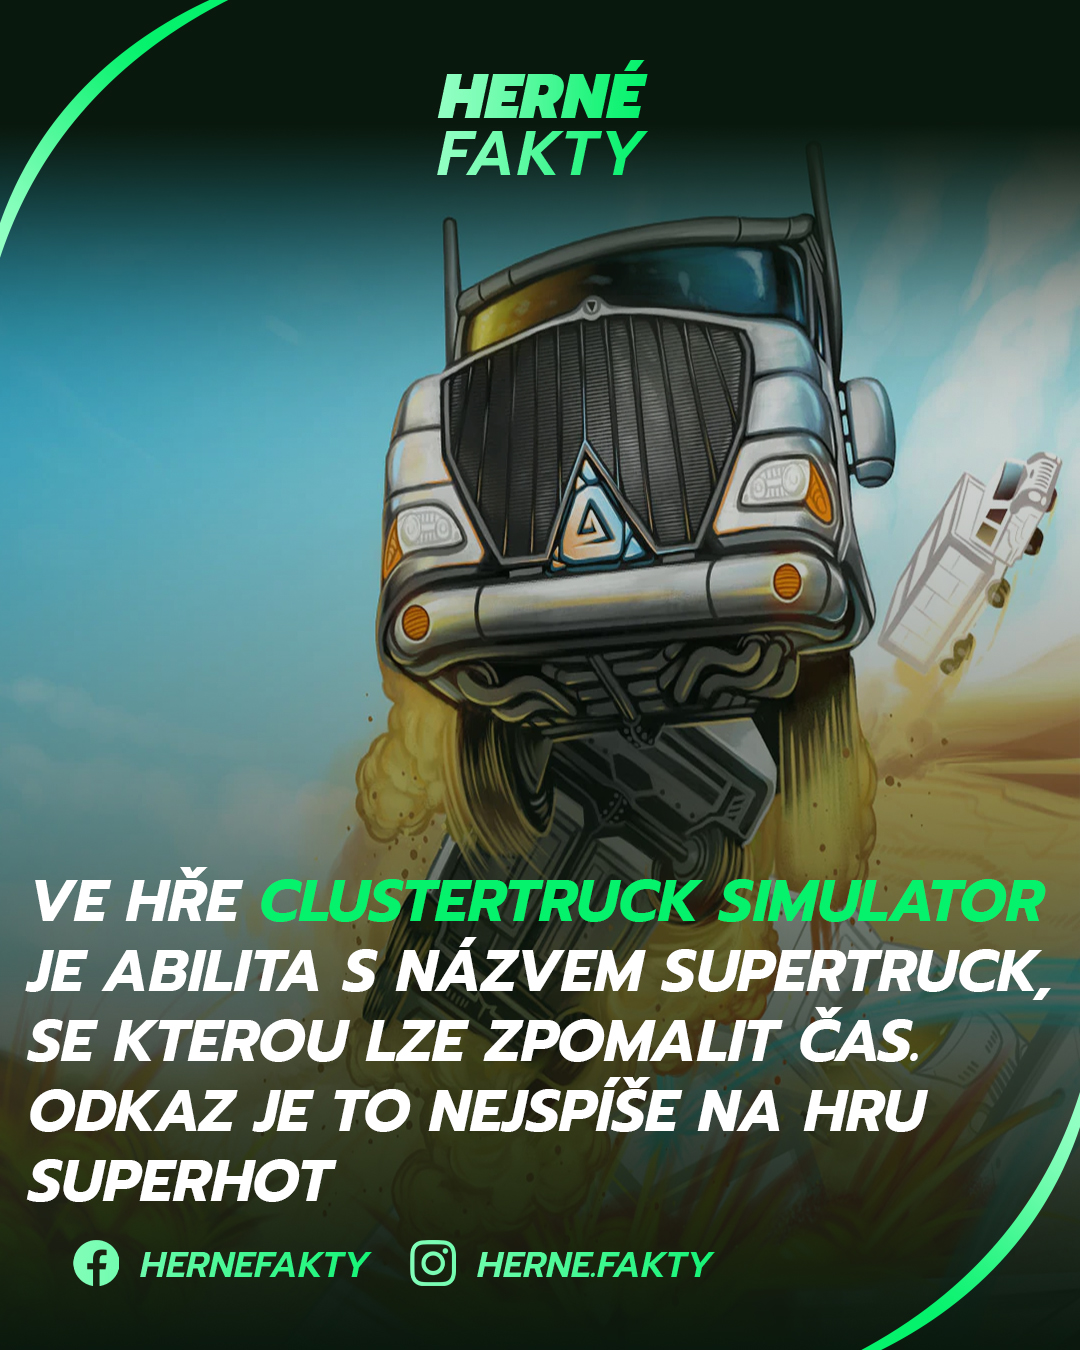 HERNÉ
FAKTY
VE HŘE CLUSTERTRUCK SIMULATOR
JE ABILITA S NÁZVEM SUPERTRUCK,
SE KTEROU LZE ZPOMALIT ČAS.
ODKAZ JE TO NEJSPÍŠE NA HRU
SUPERHOT
HERNEFAKTY HERNE.FAKTY